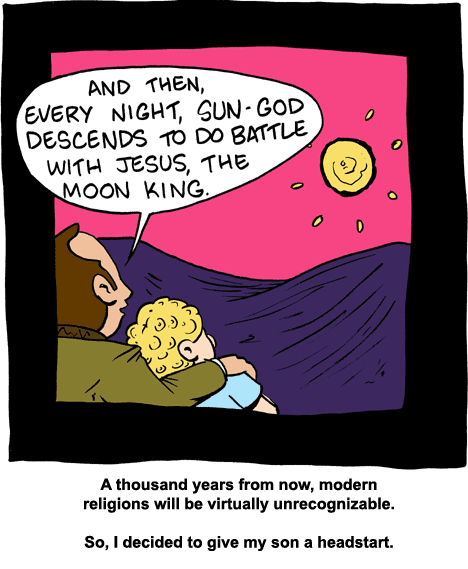 AND THEN,
EVERY NIGHT, SUN-GOD
DESCENDS TO DO BATTLE
WITH JESUS, THE
MOON KING.
A thousand years from now, modern
religions will be virtually unrecognizable.
So, I decided to give my son a headstart.